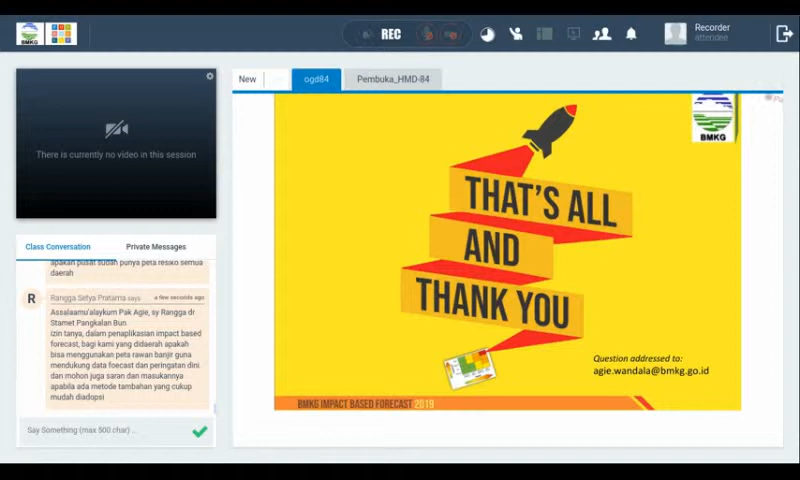 BMKG
REC
Recorder
attendee
There is currently no video in this session
New
ogd84
Pembuka_HMD-84
BMKG
THAT'S ALL
AND
THANK YOU
Question addressed to:
agie.wandala@bmkg.go.id
BMKG IMPACT BASED FORECAST 2019
Class Conversation
Private Messages
apakah pusat sudah punya peta resiko semua
daerah
R
Rangga Setya Pratama says
a few seconds ago
Assalaamu'alaykum Pak Agie, sy Rangga dr
Stamet Pangkalan Bun
izin tanya, dalam penaplikasian impact based
forecast, bagi kami yang didaerah apakah
bisa menggunakan peta rawan banjir guna
mendukung data foecast dan peringatan dini.
dan mohon juga saran dan masukannya
apabila ada metode tambahan yang cukup
mudah diadopsi
Say Something (max 500 char) ...